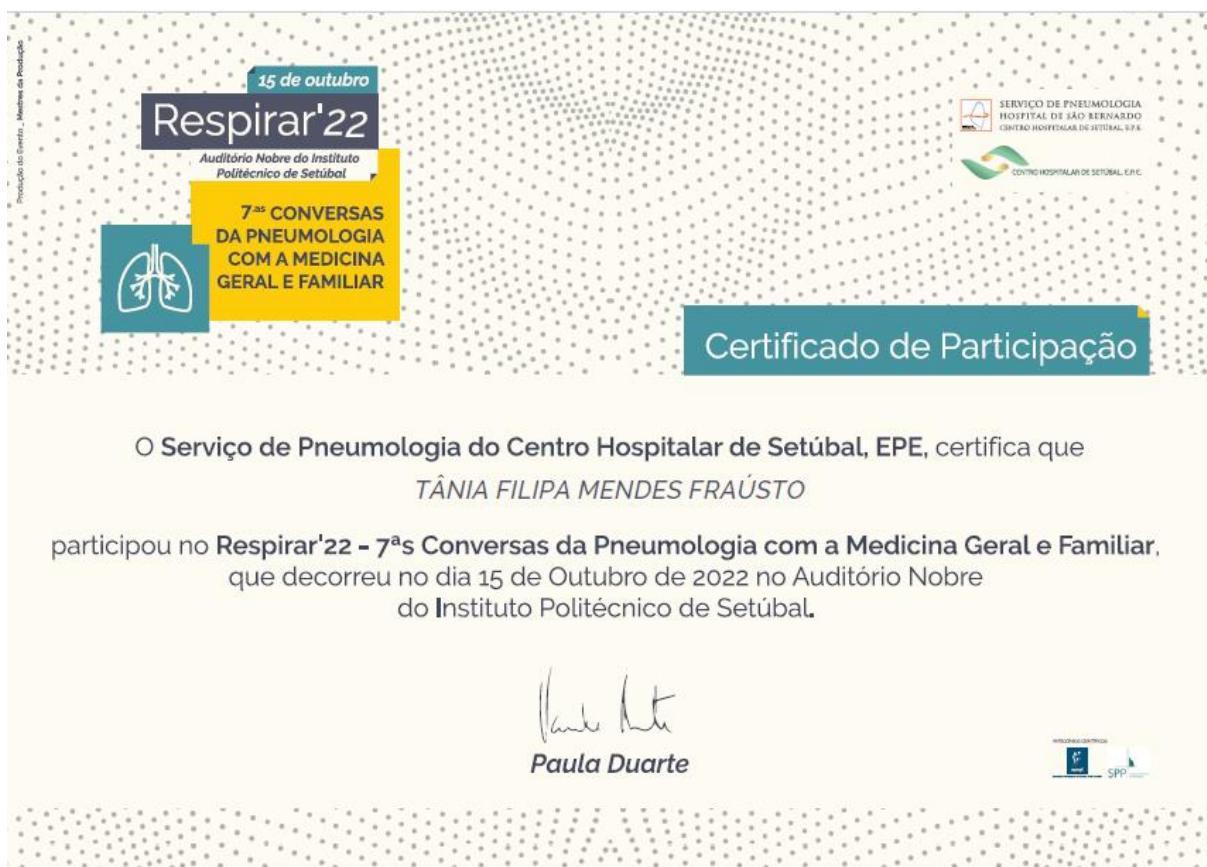 Produção do Evento _ Mestres da Produção
15 de outubro
Respirar'22
Auditório Nobre do Instituto
Politécnico de Setúbal
7.as CONVERSAS
DA PNEUMOLOGIA
COM A MEDICINA
GERAL E FAMILIAR
SERVIÇO DE PNEUMOLOGIA
HOSPITAL DE SÃO BERNARDO
CENTRO HOSPITALAR DE SETÚBAL, E.P.E.
CENTRO HOSPITALAR DE SETÚBAL, E.P.E.
Certificado de Participação
O Serviço de Pneumologia do Centro Hospitalar de Setúbal, EPE, certifica que
TÂNIA FILIPA MENDES FRAÚSTO
participou no Respirar'22 - 7ªs Conversas da Pneumologia com a Medicina Geral e Familiar,
que decorreu no dia 15 de Outubro de 2022 no Auditório Nobre
do Instituto Politécnico de Setúbal.
Paula Duarte
SPP